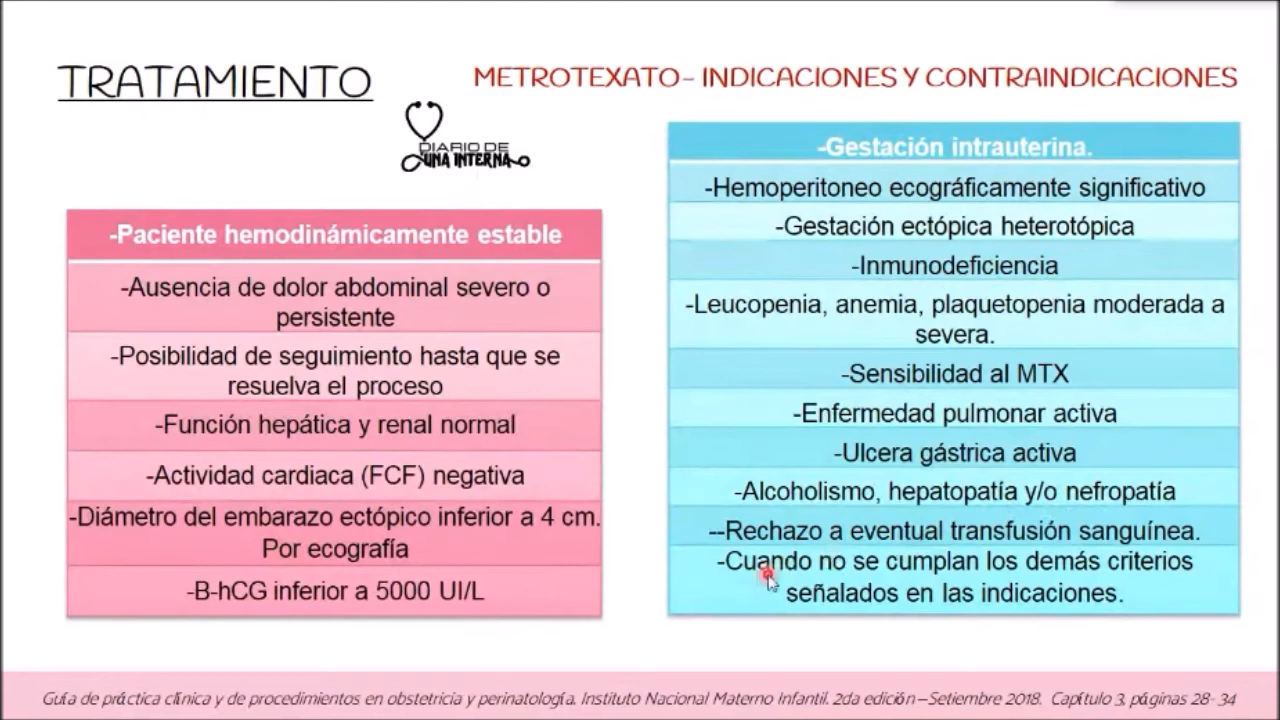 TRATAMIENTO
METROTEXATO- INDICACIONES Y CONTRAINDICACIONES
DIARIO DE
UNA INTERNA
-Paciente hemodinámicamente estable
-Ausencia de dolor abdominal severo o
persistente
-Posibilidad de seguimiento hasta que se
resuelva el proceso
-Función hepática y renal normal
-Actividad cardiaca (FCF) negativa
-Diámetro del embarazo ectópico inferior a 4 cm.
Por ecografía
-B-hCG inferior a 5000 UI/L
-Gestación intrauterina.
-Hemoperitoneo ecográficamente significativo
-Gestación ectópica heterotópica
-Inmunodeficiencia
-Leucopenia, anemia, plaquetopenia moderada a
severa.
-Sensibilidad al MTX
-Enfermedad pulmonar activa
-Ulcera gástrica activa
-Alcoholismo, hepatopatía y/o nefropatía
--Rechazo a eventual transfusión sanguínea.
-Cuando no se cumplan los demás criterios
señalados en las indicaciones.
Guía de práctica clínica y de procedimientos en obstetricia y perinatología. Instituto Nacional Materno Infantil. 2da edición –Setiembre 2018. Capítulo 3, páginas 28- 34